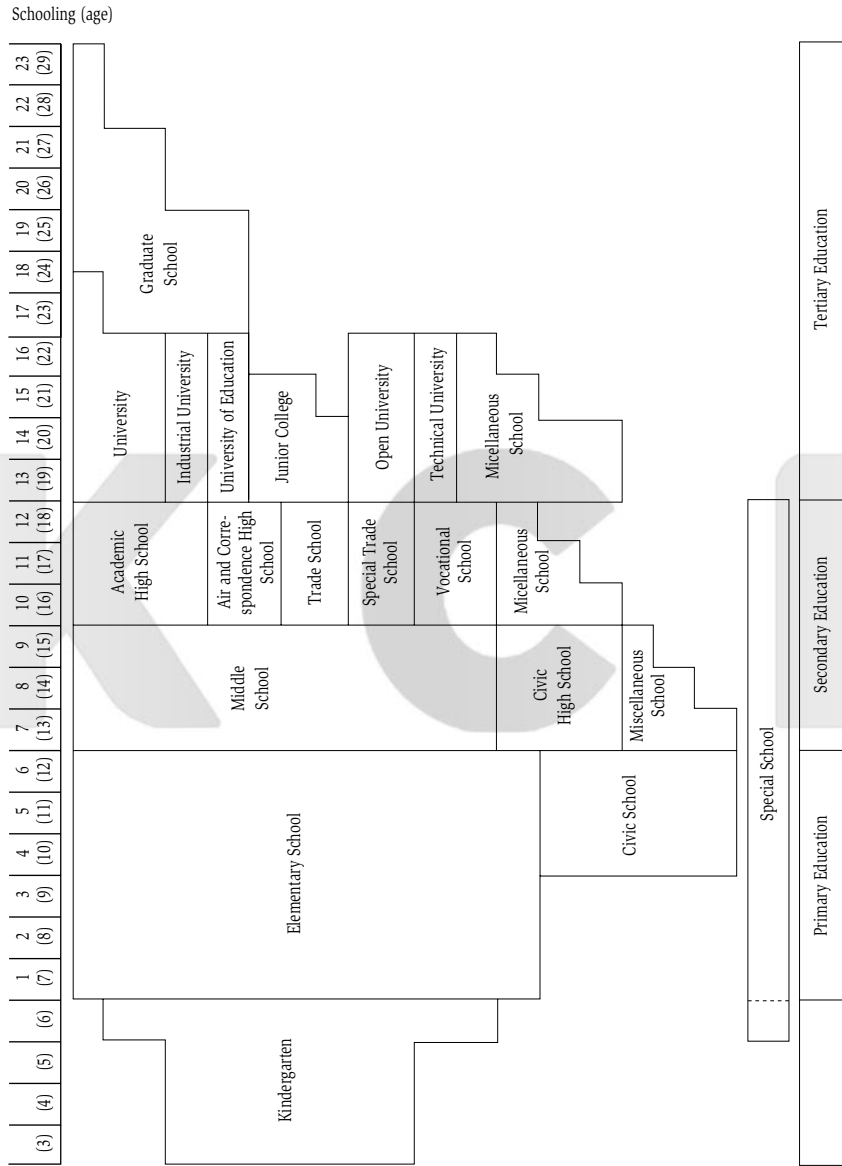 Schooling (age)
23
(29)
22
(28)
21
(27)
20
(26)
19
(25)
18
(24)
17
(23)
16
(22)
15
(21)
14
(20)
13
(19)
12
(18)
11
(17)
10
(16)
9
(15)
8
(14)
7
(13)
6
(12)
5
(11)
4
(10)
3
(9)
2
(8)
1
(7)
(6)
(5)
(4)
(3)
Graduate
School
University
Industrial University
University of Education
Junior College
Open University
Technical University
Micellaneous
School
Academic
High School
Air and Corre-
spondence High
School
Trade School
Special Trade
School
Vocational
School
Micellaneous
School
Middle
School
Civic
High School
Miscellaneous
School
Elementary School
Civic School
Kindergarten
Special School
Tertiary Education
Secondary Education
Primary Education
KCI